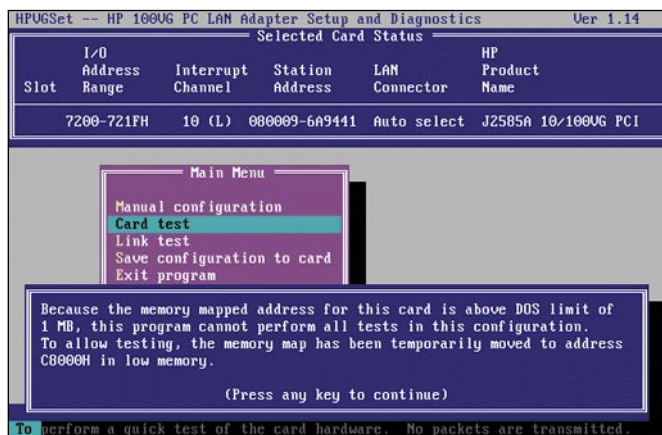 HPVGSet -- HP 100VG PC LAN Adapter Setup and Diagnostics Ver 1.14
Selected Card Status
I/O HP
Address Interrupt Station LAN Product
Slot Range Channel Address Connector Name
7200-721FH 10 (L) 080009-6A9441 Auto select J2585A 10/100VG PCI
Main Menu
Manual configuration
Card test
Link test
Save configuration to card
Exit program
Because the memory mapped address for this card is above DOS limit of
1 MB, this program cannot perform all tests in this configuration.
To allow testing, the memory map has been temporarily moved to address
C8000H in low memory.
(Press any key to continue)
To perform a quick test of the card hardware. No packets are transmitted.